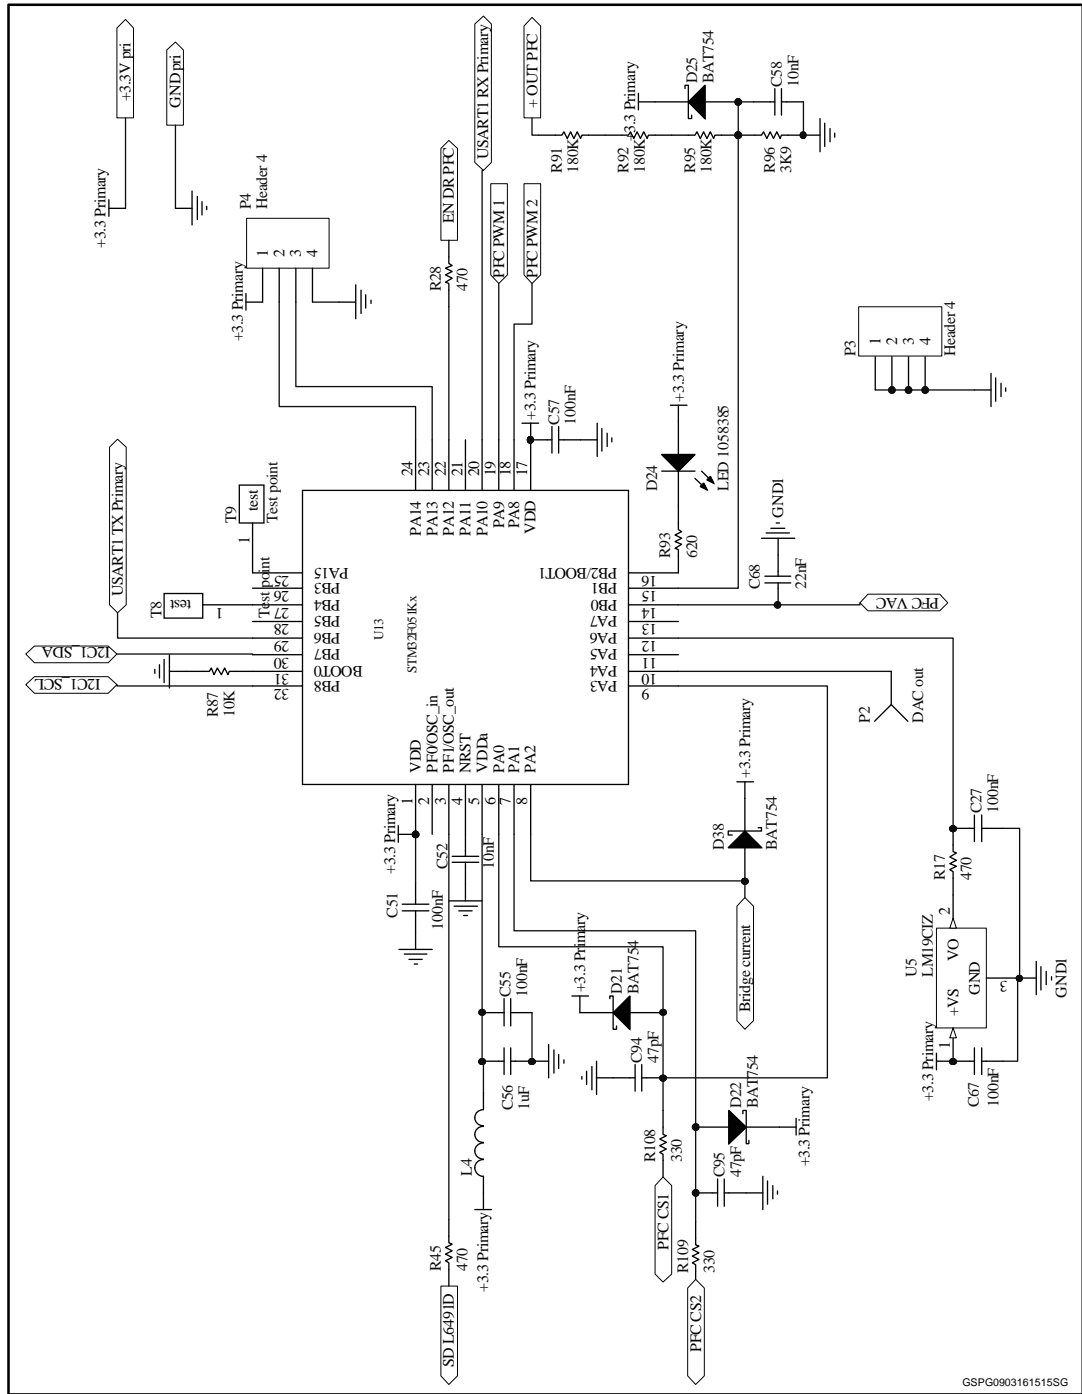 +3.3V pri
GNDpri
+3.3 Primary
P4
Header 4
+3.3 Primary
1
2
3
4
USART1 RX Primary
+ OUT PFC
EN DR PFC
R28
470
PFC PWM 1
PFC PWM 2
R91
180K
R92
180K
+3.3 Primary
R95
180K
D25
BAT754
R96
3K9
C58
10nF
+3.3 Primary
C57
100nF
P3
1
2
3
4
Header 4
USART1 TX Primary
T9
test
Test point
1
T8
test
Test point
1
I2C1_SDA
I2C1_SCL
R87
10K
24
23
22
21
20
19
18
17
PA14
PA13
PA12
PA11
PA10
PA9
PA8
VDD
PA15
25
PB3
26
PB4
27
PB5
28
PB6
29
PB7
30
BOOT0
31
PB8
32
U13
STM32F051Kx
PB2/BOOT1
16
PB1
15
PB0
14
PA7
13
PA6
12
PA5
11
PA4
10
PA3
9
VDD
PF0/OSC_in
PF1/OSC_out
NRST
VDDa
PA0
PA1
PA2
1
2
3
4
5
6
7
8
D24
LED 1058385
+3.3 Primary
R93
620
C68
22nF
GND1
PFC VAC
P2
DAC out
+3.3 Primary
C51
100nF
C52
10nF
C55
100nF
C56
1uF
L4
+3.3 Primary
R45
470
SD L6491D
+3.3 Primary
D21
BAT754
C94
47pF
R108
330
PFC CS1
D38
BAT754
+3.3 Primary
Bridge current
D22
BAT754
+3.3 Primary
C95
47pF
R109
330
PFC CS2
U5
LM19CIZ
+VS
VO
GND
1
2
3
+3.3 Primary
C67
100nF
R17
470
C27
100nF
GND1
GSPG0903161515SG